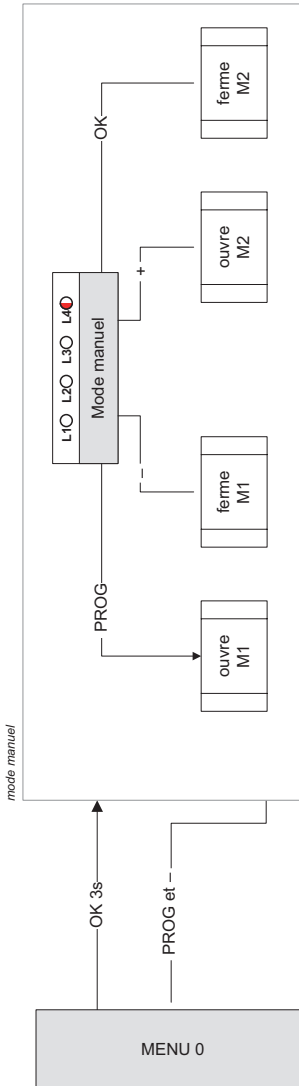 mode manuel
MENU 0
OK 3s
PROG et −
L1 L2 L3 L4
Mode manuel
PROG
−
+
OK
ouvre
M1
ferme
M1
ouvre
M2
ferme
M2